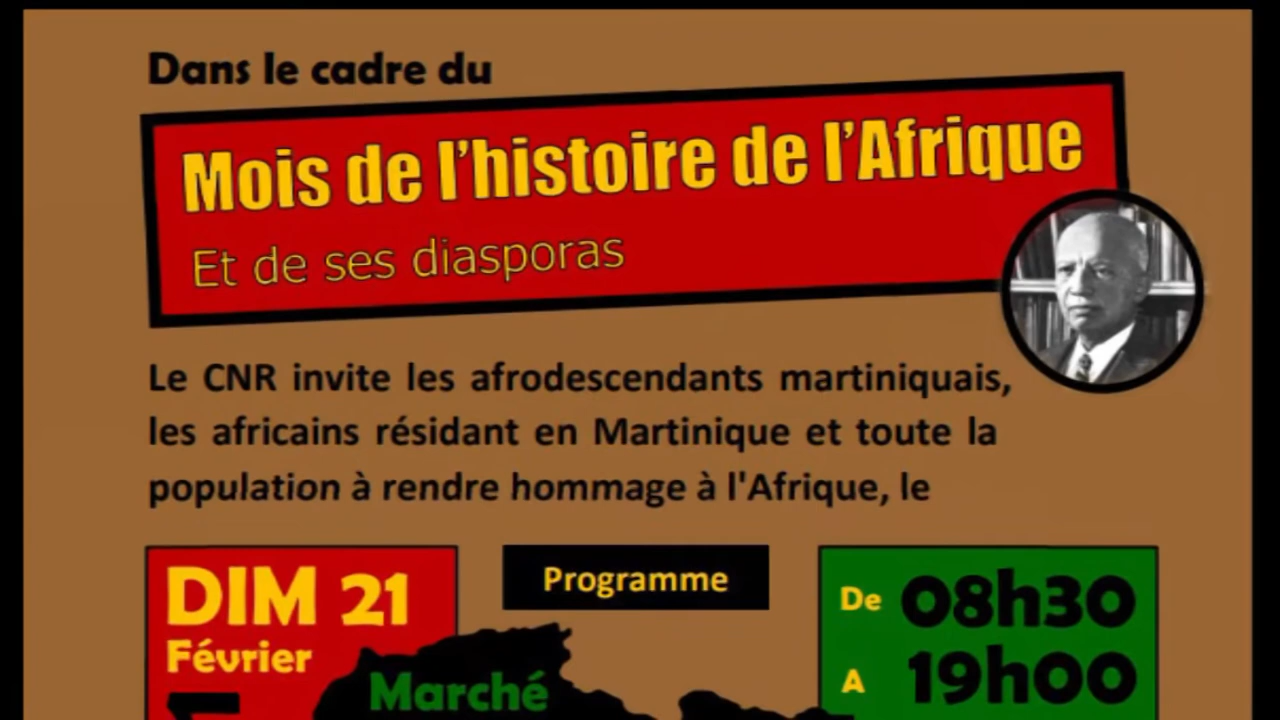 Dans le cadre du
Mois de l’histoire de l’Afrique
Et de ses diasporas
Le CNR invite les afrodescendants martiniquais,
les africains résidant en Martinique et toute la
population à rendre hommage à l'Afrique, le
DIM 21
Février
Programme
Marché
De 08h30
A 19h00